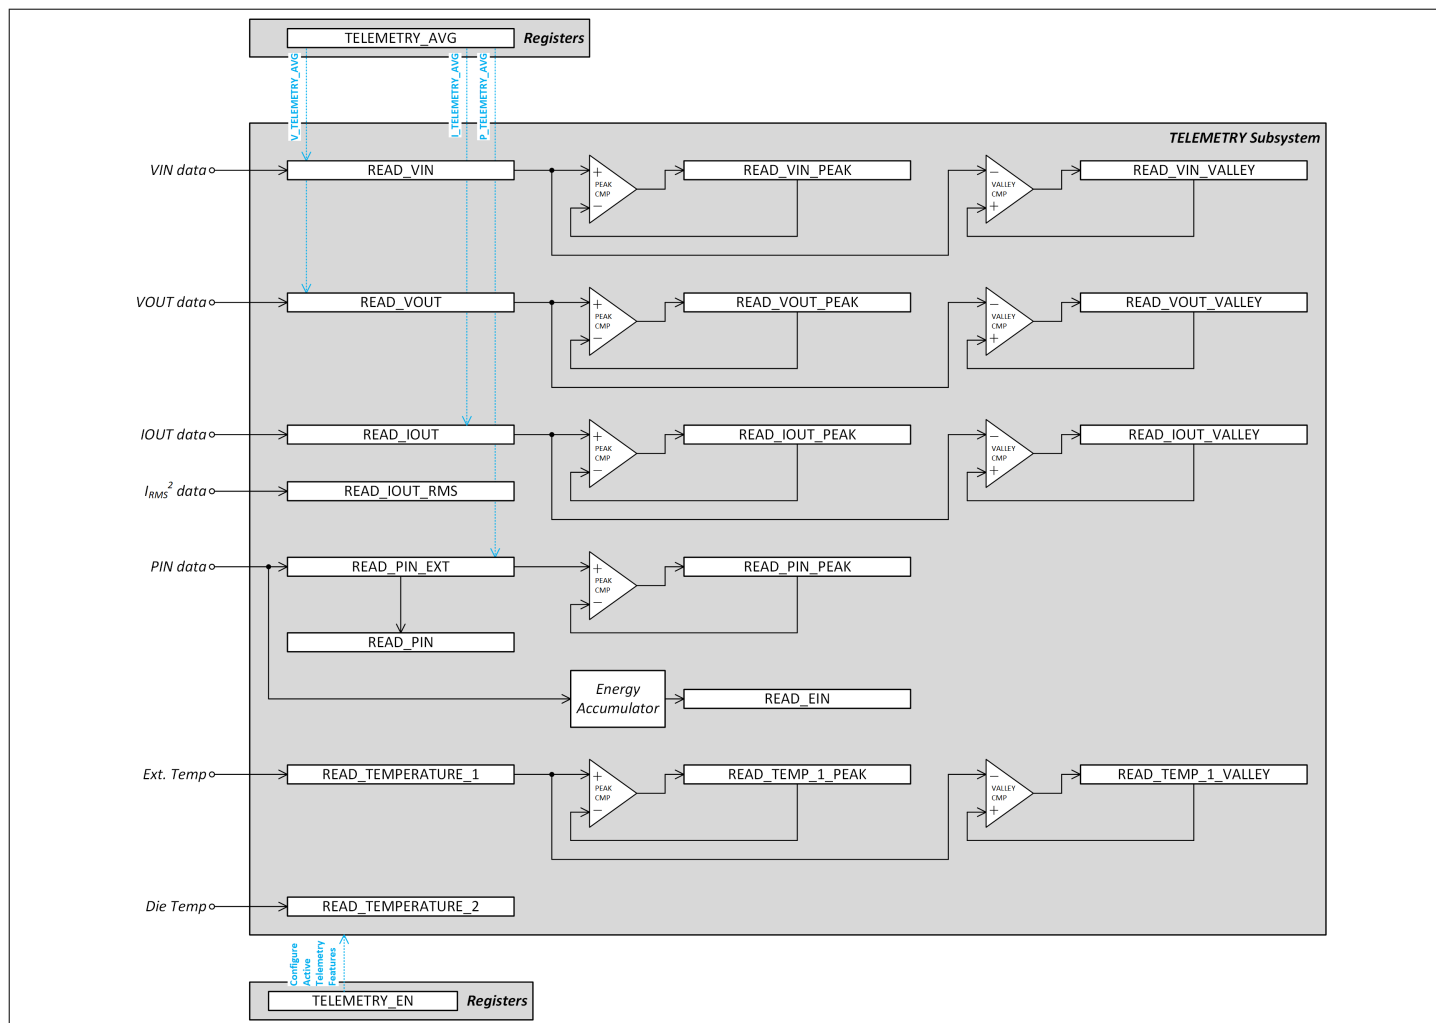 TELEMETRY_AVG
Registers
V_TELEMETRY_AVG
I_TELEMETRY_AVG
P_TELEMETRY_AVG
TELEMETRY Subsystem
VIN data
READ_VIN
+
PEAK
CMP
−
READ_VIN_PEAK
−
VALLEY
CMP
+
READ_VIN_VALLEY
VOUT data
READ_VOUT
+
PEAK
CMP
−
READ_VOUT_PEAK
−
VALLEY
CMP
+
READ_VOUT_VALLEY
IOUT data
READ_IOUT
+
PEAK
CMP
−
READ_IOUT_PEAK
−
VALLEY
CMP
+
READ_IOUT_VALLEY
I_RMS² data
READ_IOUT_RMS
PIN data
READ_PIN_EXT
+
PEAK
CMP
−
READ_PIN_PEAK
READ_PIN
Energy
Accumulator
READ_EIN
Ext. Temp
READ_TEMPERATURE_1
+
PEAK
CMP
−
READ_TEMP_1_PEAK
−
VALLEY
CMP
+
READ_TEMP_1_VALLEY
Die Temp
READ_TEMPERATURE_2
Configure
Active
Telemetry
Features
TELEMETRY_EN
Registers